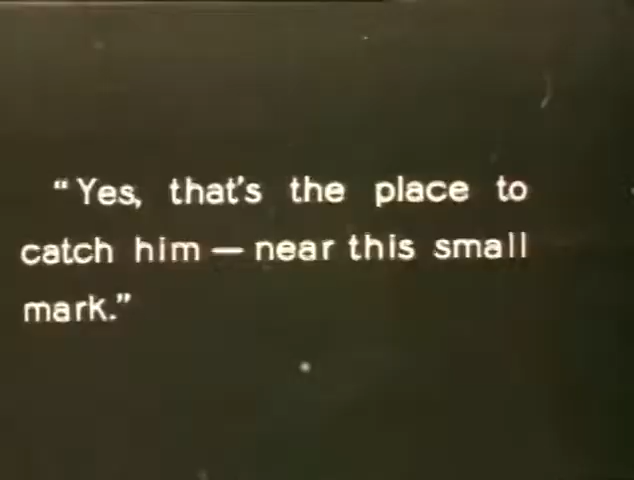 “Yes, that’s the place to
catch him — near this small
mark.”